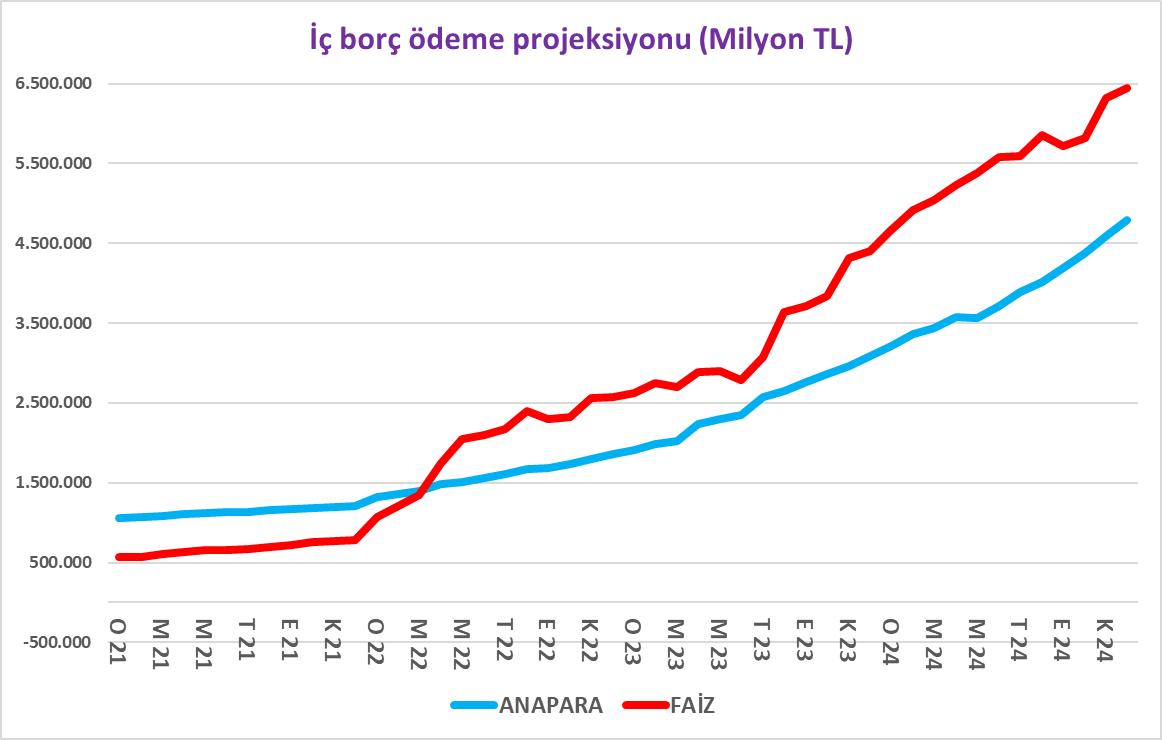 İç borç ödeme projeksiyonu (Milyon TL)
6.500.000
5.500.000
4.500.000
3.500.000
2.500.000
1.500.000
500.000
-500.000
O 21
M 21
M 21
T 21
E 21
K 21
O 22
M 22
M 22
T 22
E 22
K 22
O 23
M 23
M 23
T 23
E 23
K 23
O 24
M 24
M 24
T 24
E 24
K 24
ANAPARA FAİZ